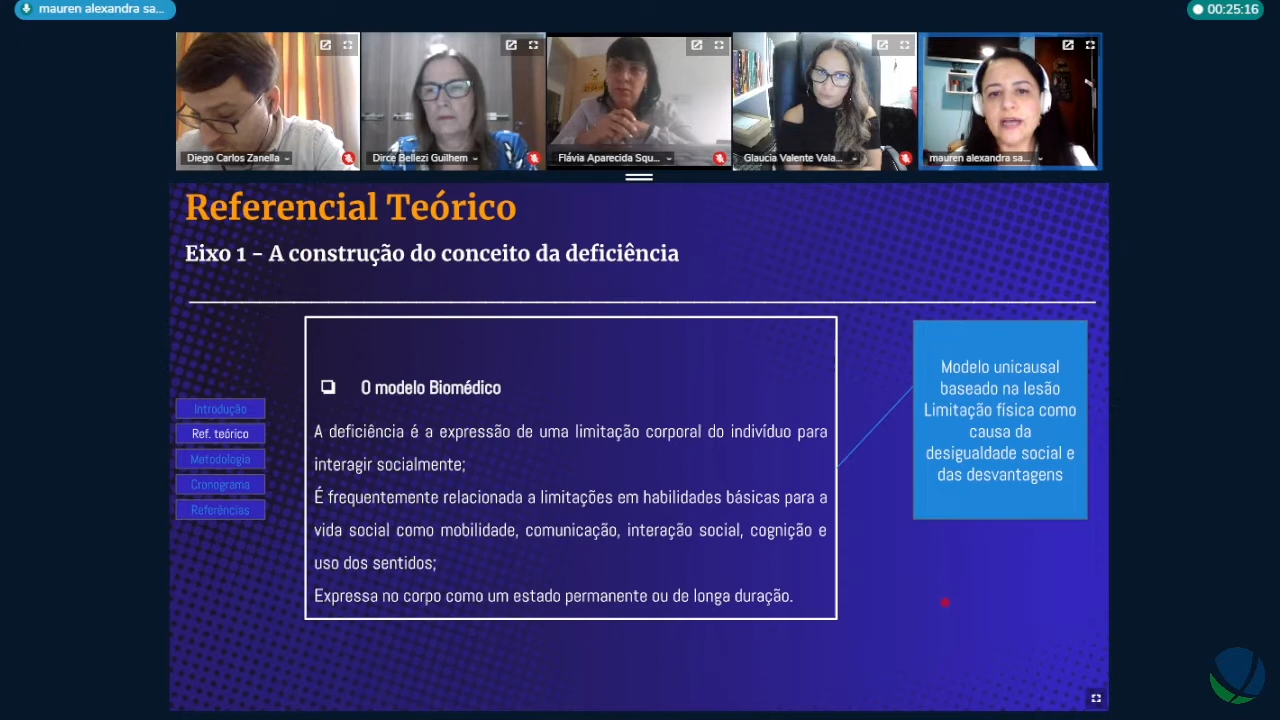 mauren alexandra sa...
00:25:16
Diego Carlos Zanella
Dirce Bellezi Guilhem
Flávia Aparecida Squ...
Glaucia Valente Vala...
mauren alexandra sa...
Referencial Teórico
Eixo 1 - A construção do conceito da deficiência
Introdução
Ref. teórico
Metodologia
Cronograma
Referências
O modelo Biomédico
A deficiência é a expressão de uma limitação corporal do indivíduo para
interagir socialmente;
É frequentemente relacionada a limitações em habilidades básicas para a
vida social como mobilidade, comunicação, interação social, cognição e
uso dos sentidos;
Expressa no corpo como um estado permanente ou de longa duração.
Modelo unicausal
baseado na lesão
Limitação física como
causa da
desigualdade social e
das desvantagens